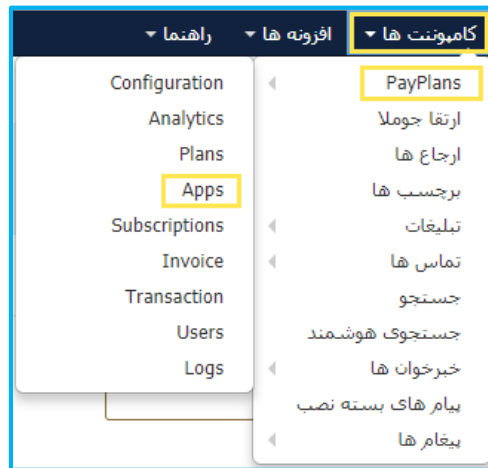 کامپوننت ها افزونه ها راهنما
PayPlans
ارتقا جوملا
ارجاع ها
برچسب ها
تبلیغات
تماس ها
جستجو
جستجوی هوشمند
خبرخوان ها
پیام های بسته نصب
پیغام ها
Configuration
Analytics
Plans
Apps
Subscriptions
Invoice
Transaction
Users
Logs